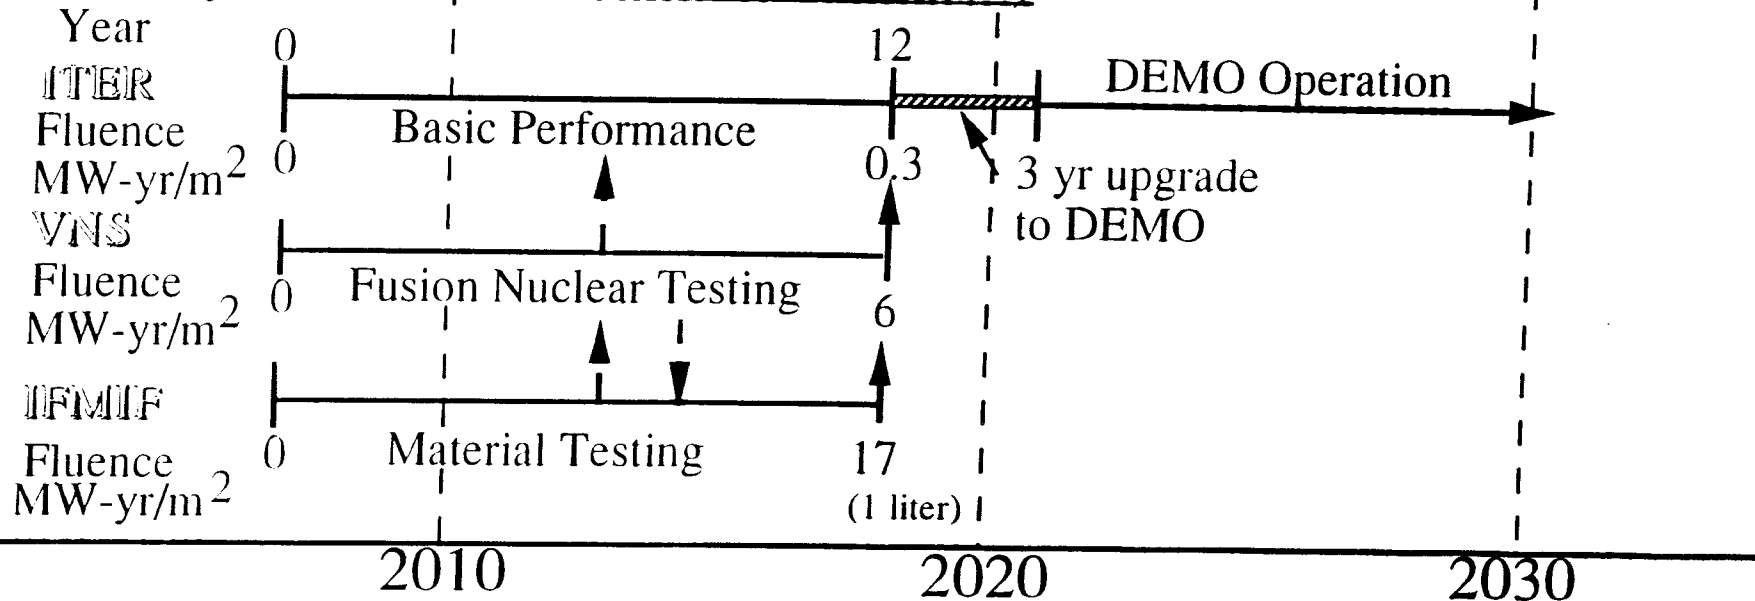 Year
0
12
ITER
DEMO Operation
Fluence
MW-yr/m2
0
Basic Performance
0.3
3 yr upgrade
to DEMO
VNS
Fluence
MW-yr/m2
0
Fusion Nuclear Testing
6
IFMIF
Fluence
MW-yr/m2
0
Material Testing
17
(1 liter)
2010
2020
2030